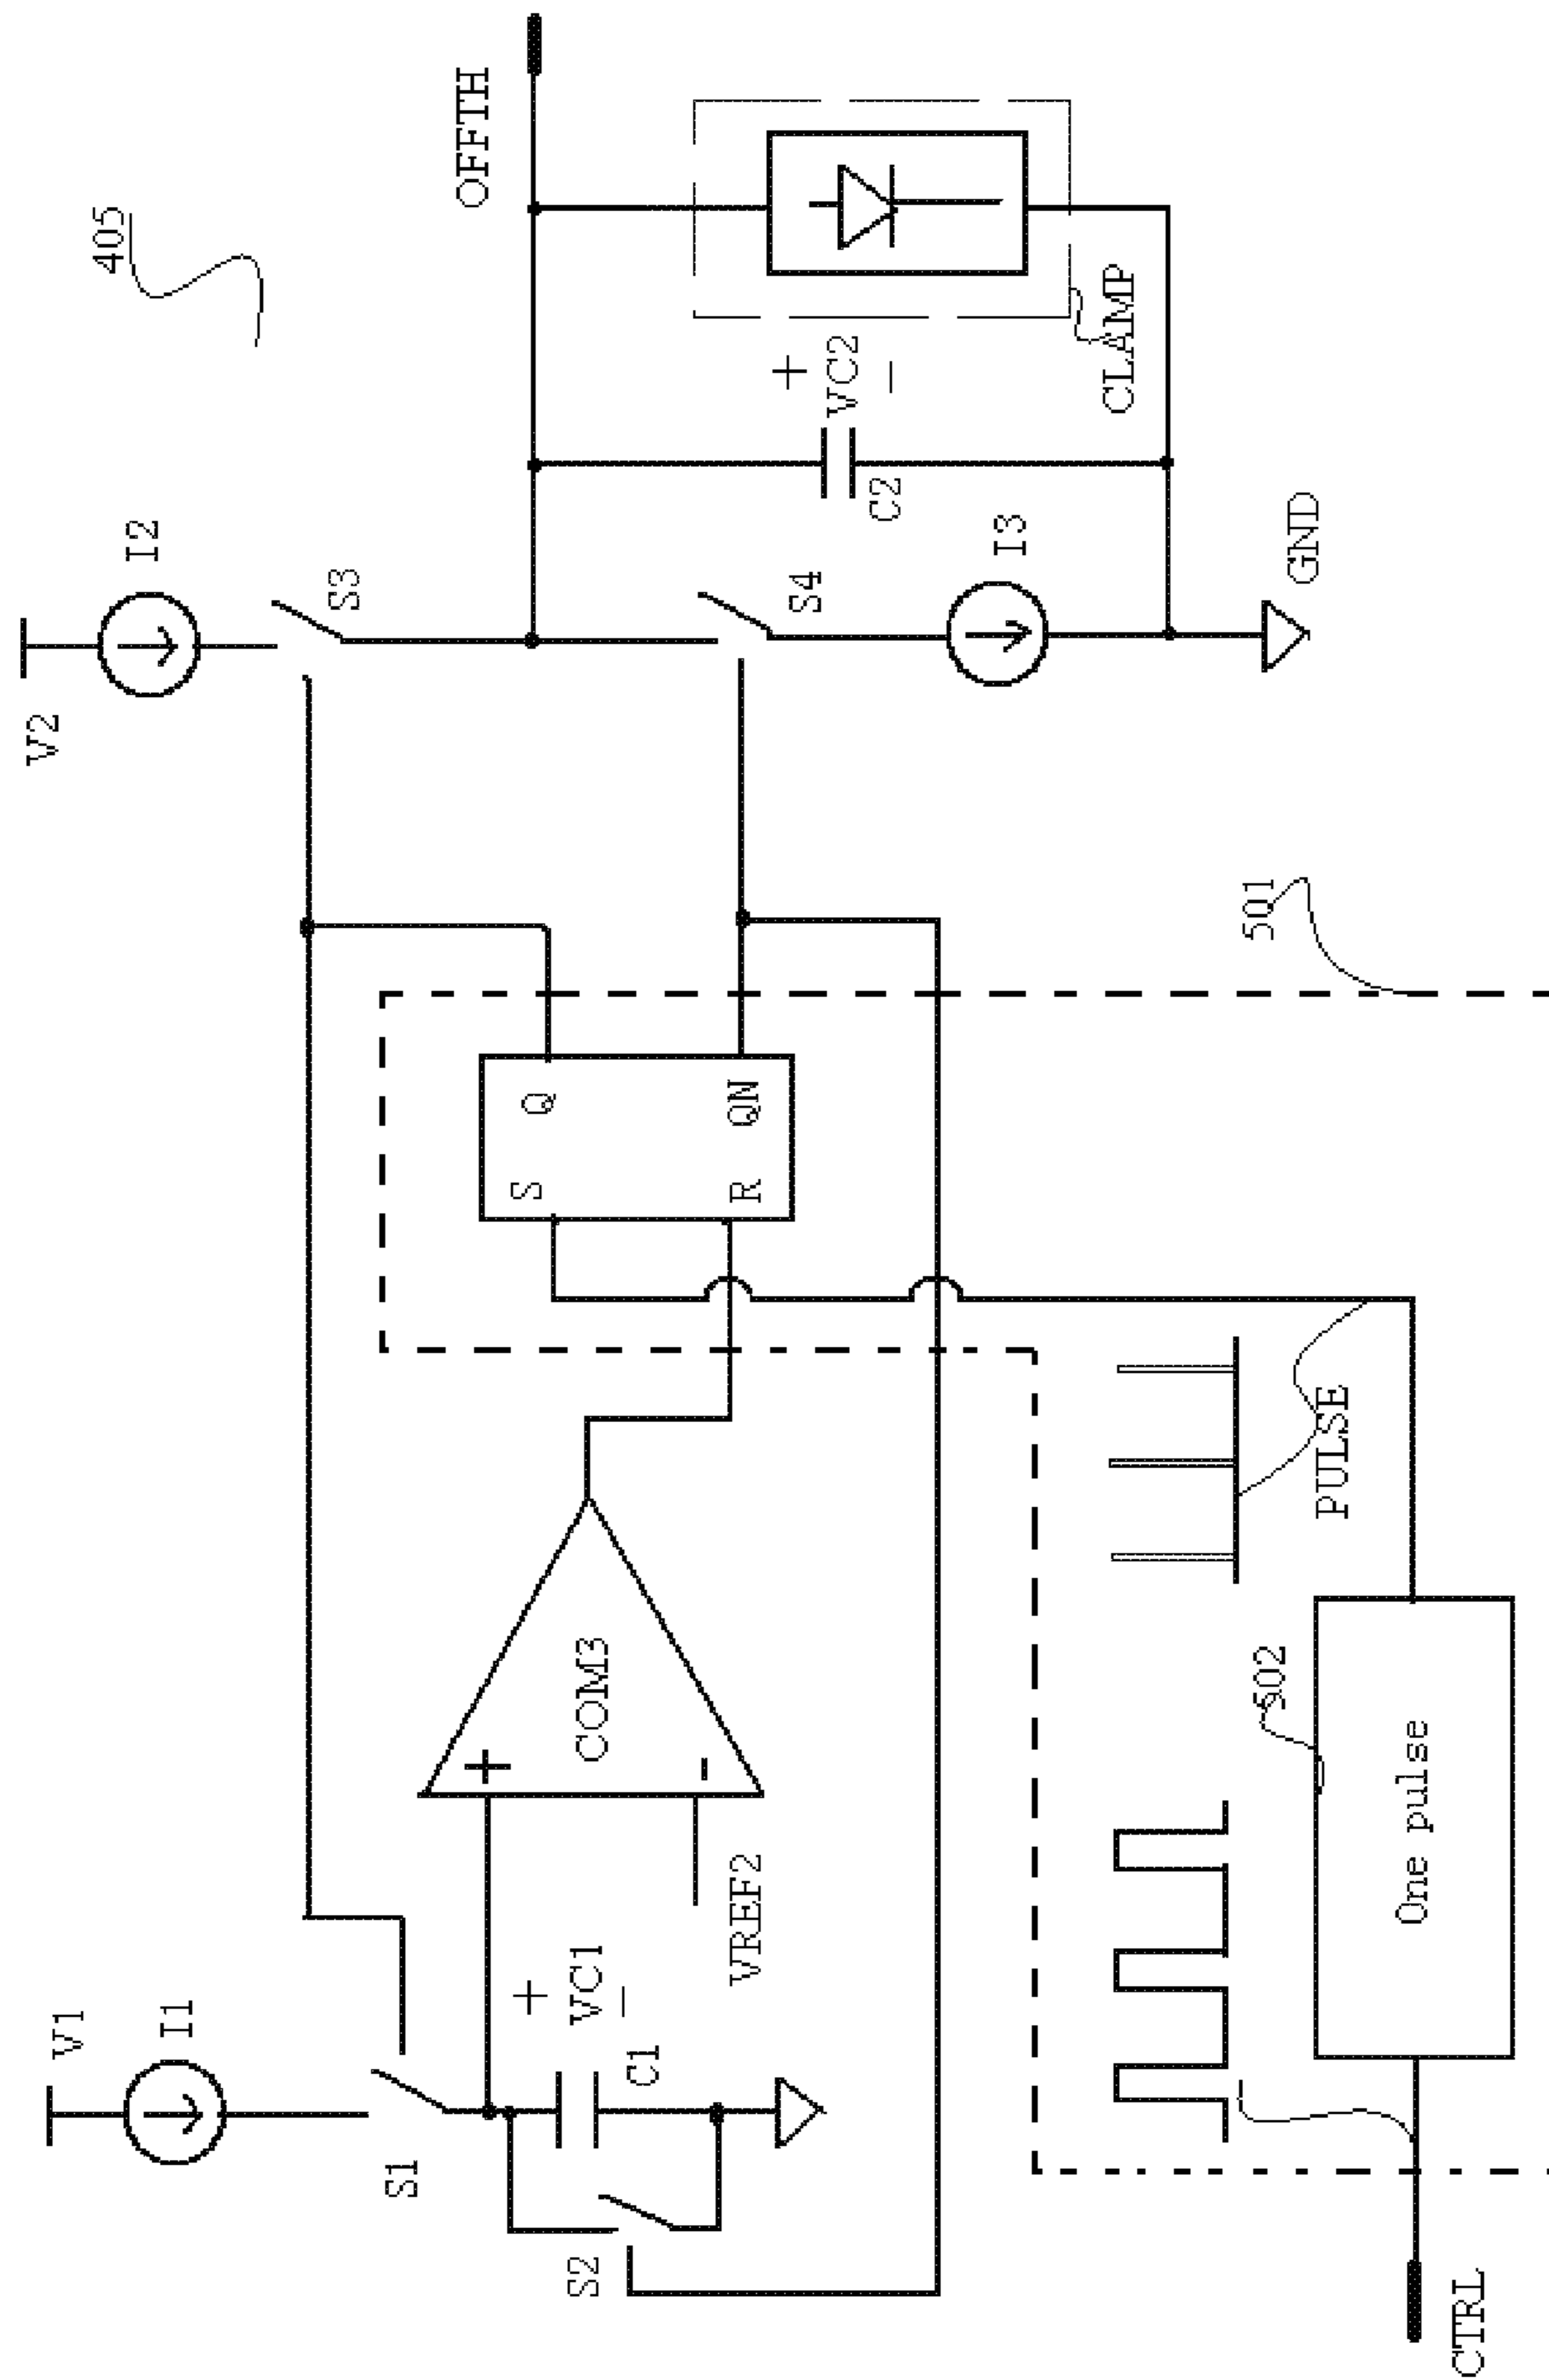 405
V1
I1
S1
S2
C1
+
VC1
−
VREF2
+
-
COM3
S
R
Q
QN
V2
I2
S3
S4
I3
GND
C2
+
VC2
−
CLAMP
OFFTH
501
502
One pulse
PULSE
CTRL